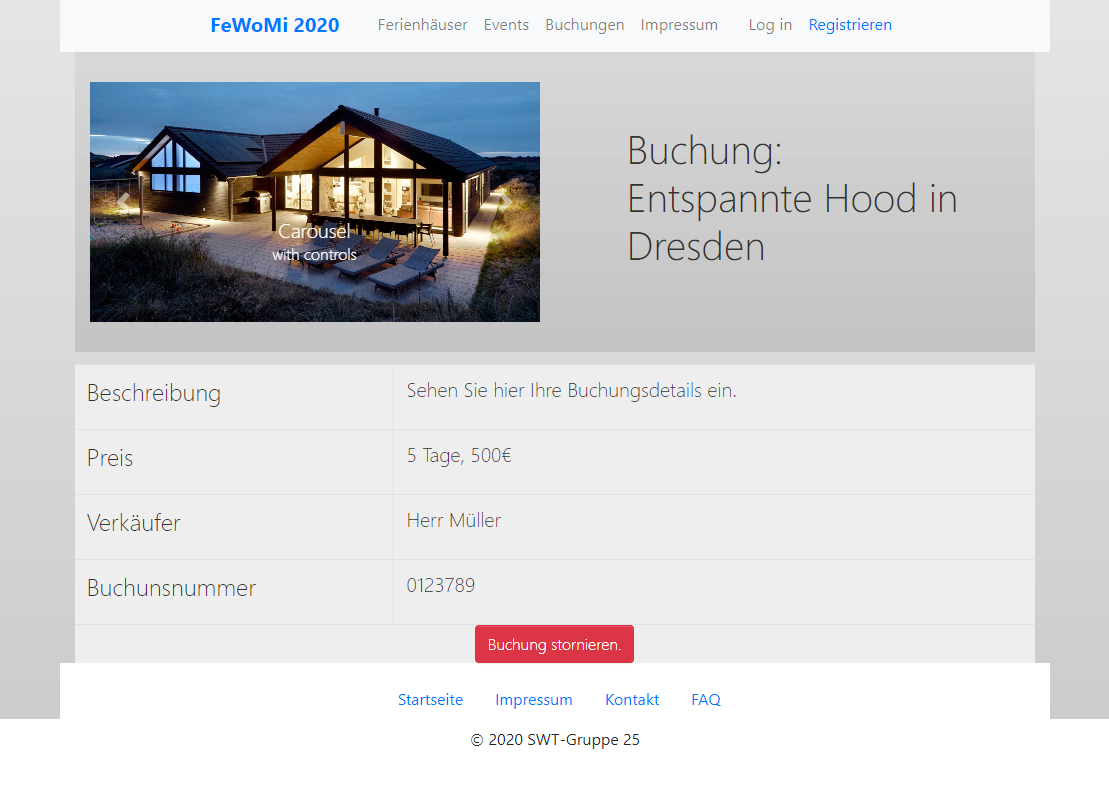 FeWoMi 2020 Ferienhäuser Events Buchungen Impressum Log in Registrieren
Carousel
with controls
Buchung:
Entspannte Hood in
Dresden
Beschreibung Sehen Sie hier Ihre Buchungsdetails ein.
Preis 5 Tage, 500€
Verkäufer Herr Müller
Buchunsnummer 0123789
Buchung stornieren.
Startseite Impressum Kontakt FAQ
© 2020 SWT-Gruppe 25